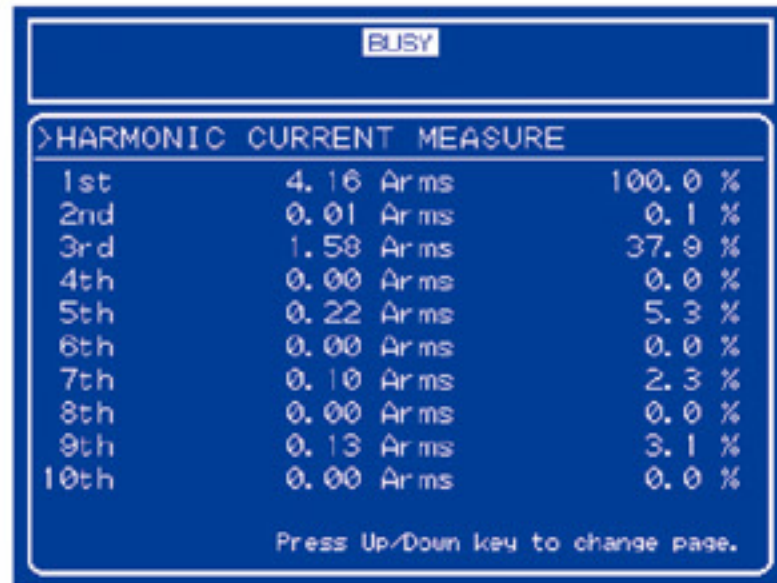 BUSY
>HARMONIC CURRENT MEASURE
1st 4.16 Arms 100.0 %
2nd 0.01 Arms 0.1 %
3rd 1.58 Arms 37.9 %
4th 0.00 Arms 0.0 %
5th 0.22 Arms 5.3 %
6th 0.00 Arms 0.0 %
7th 0.10 Arms 2.3 %
8th 0.00 Arms 0.0 %
9th 0.13 Arms 3.1 %
10th 0.00 Arms 0.0 %
Press Up/Down key to change page.